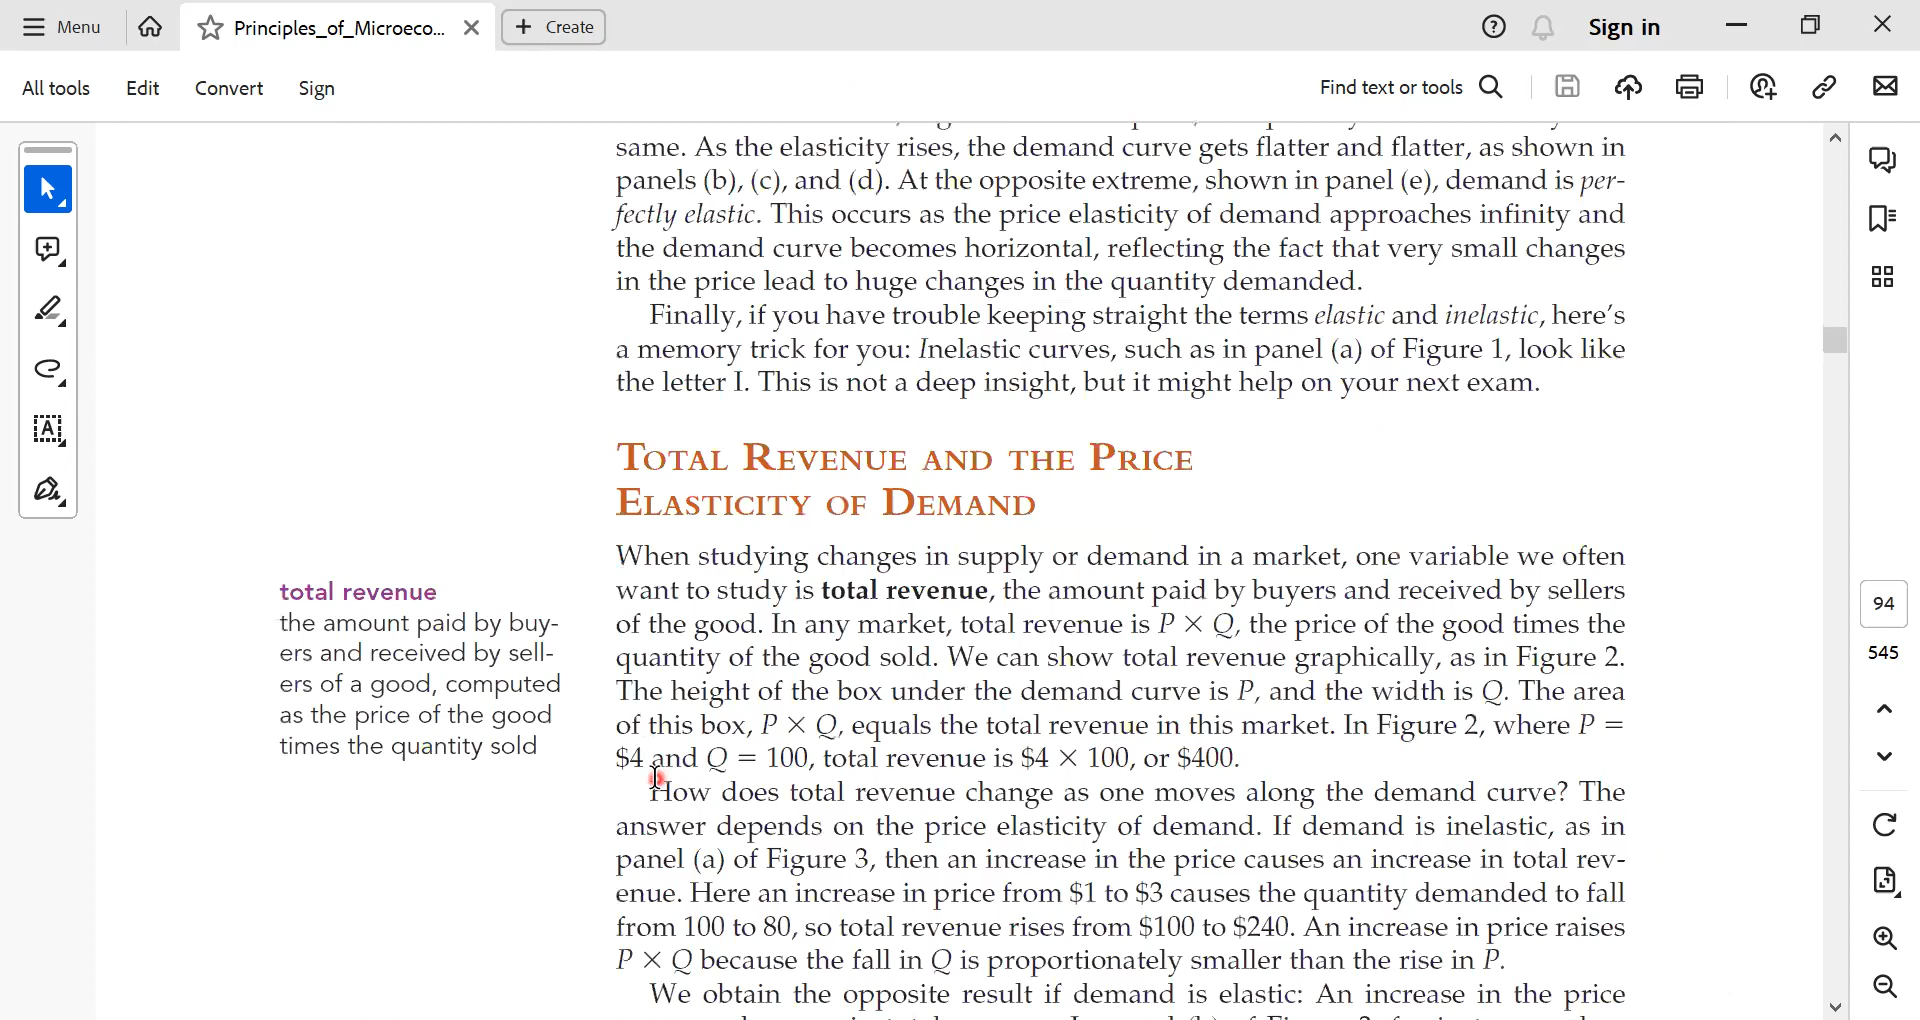 Menu
Principles_of_Microeco...
Create
Sign in
All tools
Edit
Convert
Sign
Find text or tools
same. As the elasticity rises, the demand curve gets flatter and flatter, as shown in
panels (b), (c), and (d). At the opposite extreme, shown in panel (e), demand is per-
fectly elastic. This occurs as the price elasticity of demand approaches infinity and
the demand curve becomes horizontal, reflecting the fact that very small changes
in the price lead to huge changes in the quantity demanded.
Finally, if you have trouble keeping straight the terms elastic and inelastic, here's
a memory trick for you: Inelastic curves, such as in panel (a) of Figure 1, look like
the letter I. This is not a deep insight, but it might help on your next exam.
TOTAL REVENUE AND THE PRICE
ELASTICITY OF DEMAND
When studying changes in supply or demand in a market, one variable we often
want to study is total revenue, the amount paid by buyers and received by sellers
of the good. In any market, total revenue is P × Q, the price of the good times the
quantity of the good sold. We can show total revenue graphically, as in Figure 2.
The height of the box under the demand curve is P, and the width is Q. The area
of this box, P × Q, equals the total revenue in this market. In Figure 2, where P =
$4 and Q = 100, total revenue is $4 × 100, or $400.
How does total revenue change as one moves along the demand curve? The
answer depends on the price elasticity of demand. If demand is inelastic, as in
panel (a) of Figure 3, then an increase in the price causes an increase in total rev-
enue. Here an increase in price from $1 to $3 causes the quantity demanded to fall
from 100 to 80, so total revenue rises from $100 to $240. An increase in price raises
P × Q because the fall in Q is proportionately smaller than the rise in P.
We obtain the opposite result if demand is elastic: An increase in the price
total revenue
the amount paid by buy-
ers and received by sell-
ers of a good, computed
as the price of the good
times the quantity sold
94
545